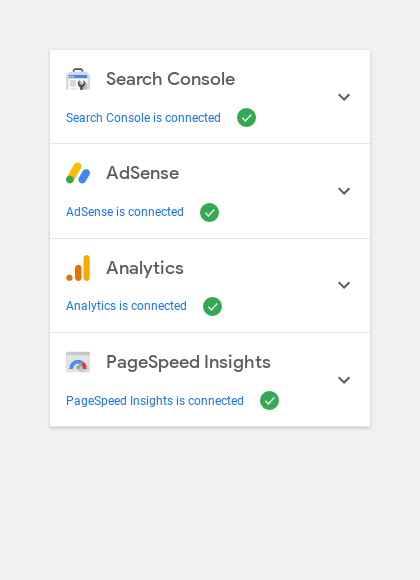 Search Console
Search Console is connected
AdSense
AdSense is connected
Analytics
Analytics is connected
PageSpeed Insights
PageSpeed Insights is connected